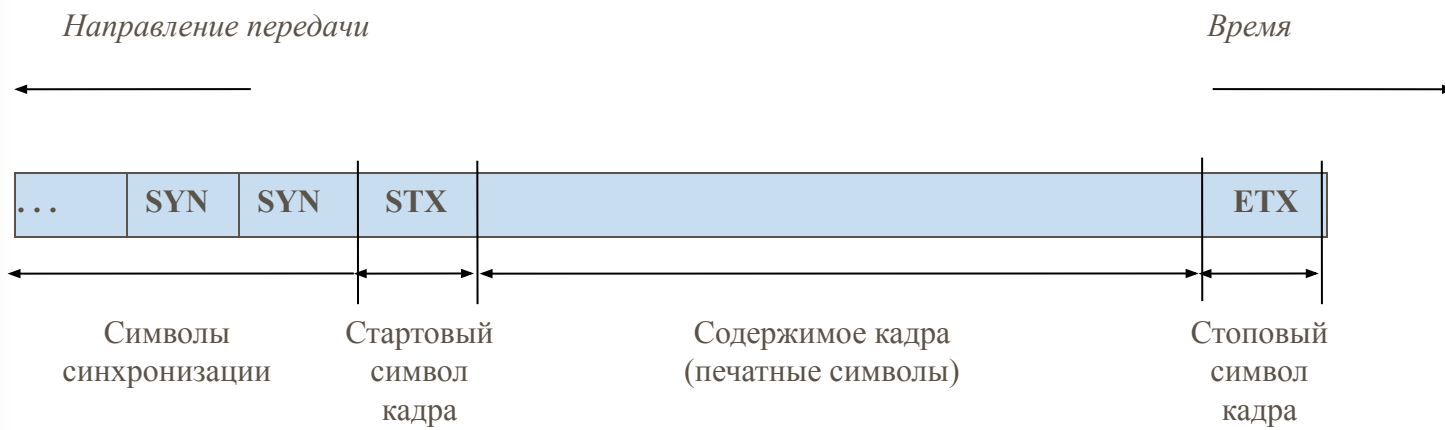 Направление передачи
Время
. . . SYN SYN STX ETX
Символы
синхронизации
Стартовый
символ
кадра
Содержимое кадра
(печатные символы)
Стоповый
символ
кадра